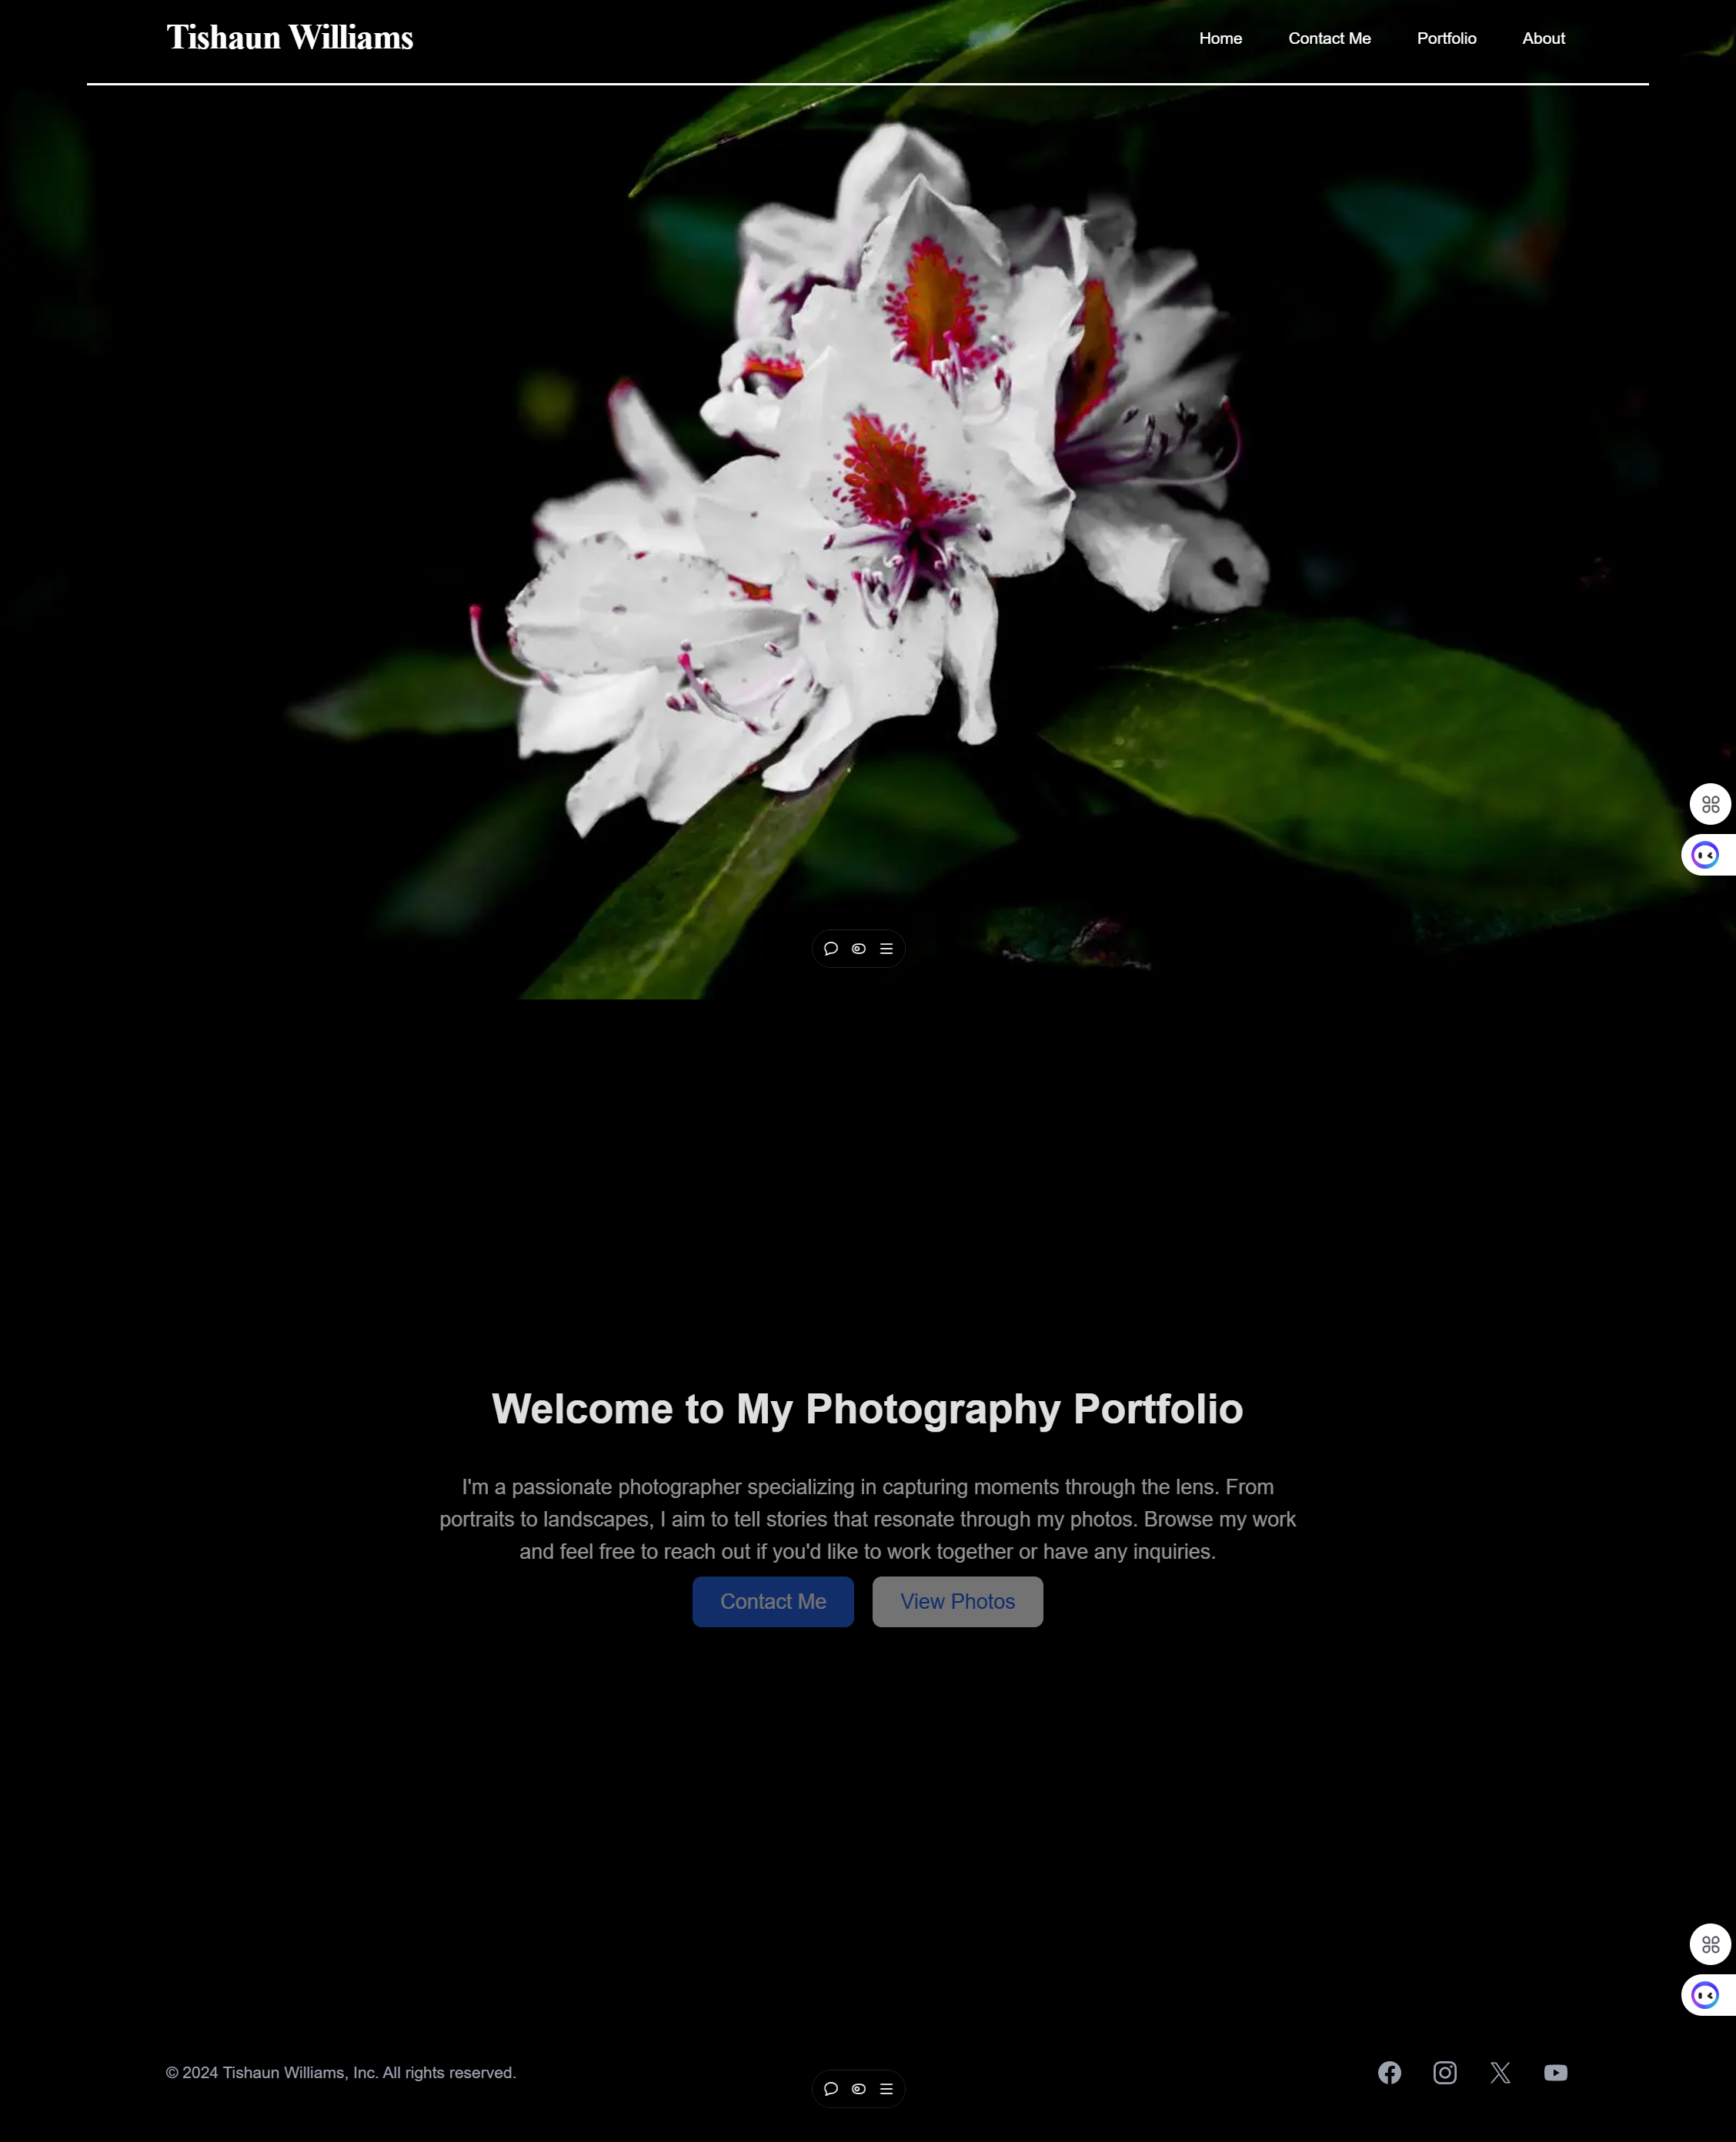 Tishaun Williams
Home
Contact Me
Portfolio
About
Welcome to My Photography Portfolio
I'm a passionate photographer specializing in capturing moments through the lens. From
portraits to landscapes, I aim to tell stories that resonate through my photos. Browse my work
and feel free to reach out if you'd like to work together or have any inquiries.
Contact Me
View Photos
© 2024 Tishaun Williams, Inc. All rights reserved.